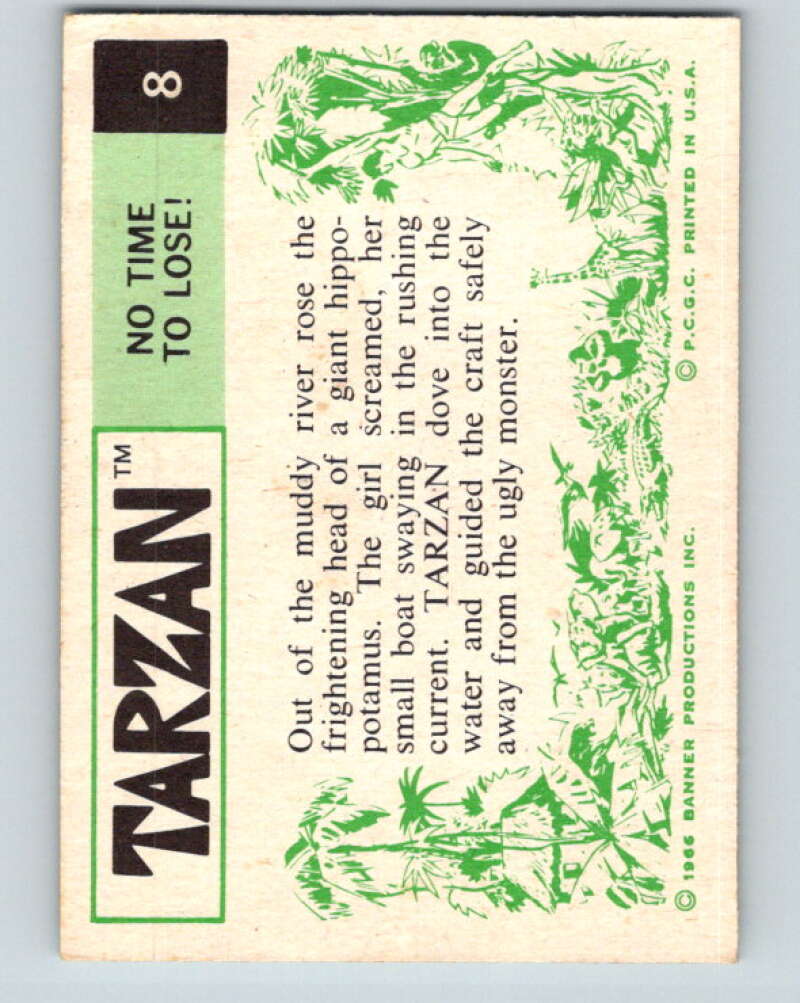 TARZAN™
NO TIME
TO LOSE!
8
Out of the muddy river rose the
frightening head of a giant hippo-
potamus. The girl screamed, her
small boat swaying in the rushing
current. TARZAN dove into the
water and guided the craft safely
away from the ugly monster.
© 1966 BANNER PRODUCTIONS INC. © P.C.G.C. PRINTED IN U.S.A.